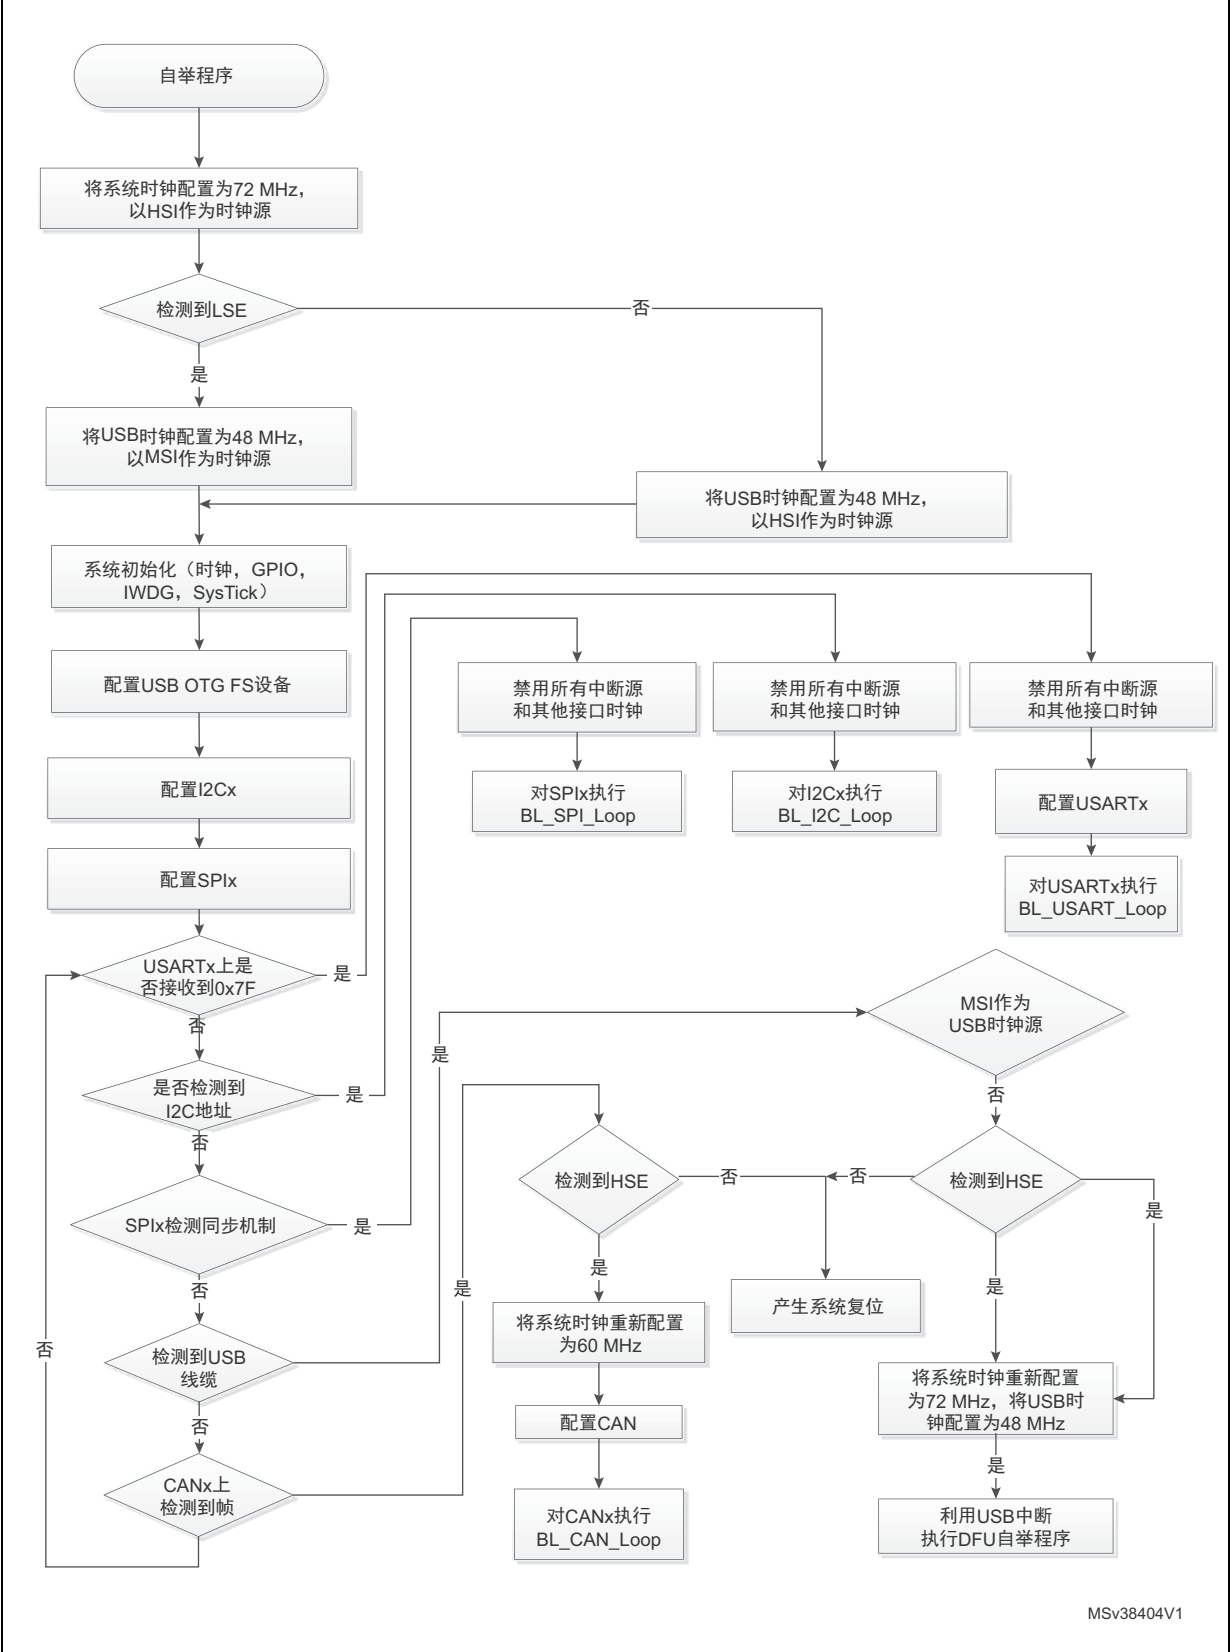 自举程序
将系统时钟配置为72 MHz，
以HSI作为时钟源
检测到LSE
否
是
将USB时钟配置为48 MHz，
以MSI作为时钟源
将USB时钟配置为48 MHz，
以HSI作为时钟源
系统初始化（时钟，GPIO，
IWDG，SysTick）
配置USB OTG FS设备
禁用所有中断源
和其他接口时钟
禁用所有中断源
和其他接口时钟
禁用所有中断源
和其他接口时钟
配置I2Cx
对SPIx执行
BL_SPI_Loop
对I2Cx执行
BL_I2C_Loop
配置USARTx
配置SPIx
对USARTx执行
BL_USART_Loop
USARTx上是
否接收到0x7F
是
否
MSI作为
USB时钟源
是
是否检测到
I2C地址
是
否
否
检测到HSE
否
否
检测到HSE
是
SPIx检测同步机制
是
否
是
是
是
产生系统复位
将系统时钟重新配置
为60 MHz
否
检测到USB
线缆
否
将系统时钟重新配置
为72 MHz，将USB时
钟配置为48 MHz
配置CAN
是
CANx上
检测到帧
对CANx执行
BL_CAN_Loop
利用USB中断
执行DFU自举程序
MSv38404V1